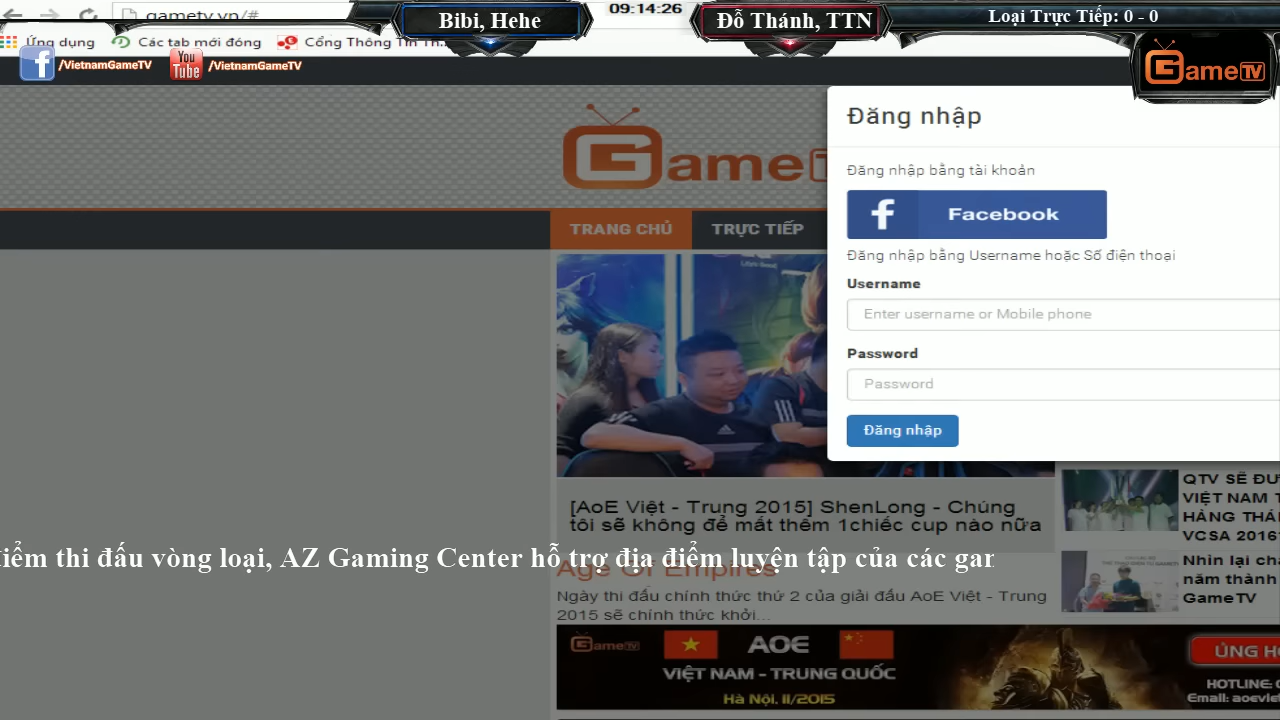 Bibi, Hehe
09:14:26
Đỗ Thánh, TTN
Loại Trực Tiếp: 0 - 0
gametv.vn/#
Ứng dụng
Các tab mới đóng
Cổng Thông Tin Th...
/VietnamGameTV
You Tube
/VietnamGameTV
GameTV
GameT
Đăng nhập
Đăng nhập bằng tài khoản
Facebook
Đăng nhập bằng Username hoặc Số điện thoại
Username
Enter username or Mobile phone
Password
Password
Đăng nhập
TRANG CHỦ
TRỰC TIẾP
[AoE Việt - Trung 2015] ShenLong - Chúng
tôi sẽ không để mất thêm 1chiếc cup nào nữa
QTV SẼ ĐƯ
VIỆT NAM T
HÀNG THÁ
VCSA 2016
điểm thi đấu vòng loại, AZ Gaming Center hỗ trợ địa điểm luyện tập của các gam
Age Of Empires
Nhìn lại ch
năm thành
GameTV
Ngày thi đấu chính thức thứ 2 của giải đấu AoE Việt - Trung
2015 sẽ chính thức khởi...
GameTV
AOE
VIỆT NAM - TRUNG QUỐC
Hà Nội, 11/2015
ỦNG H
HOTLINE:
Email: aoeviet